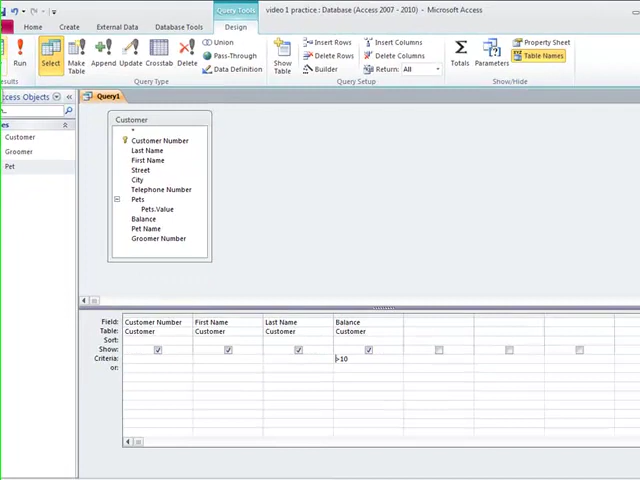 Query Tools
video 1 practice : Database (Access 2007 - 2010) - Microsoft Access
Home Create External Data Database Tools Design
Run Select Make Table Append Update Crosstab Delete
Union
Pass-Through
Data Definition
Show Table
Insert Rows
Delete Rows
Builder
Insert Columns
Delete Columns
Return: All
Totals Parameters
Property Sheet
Table Names
Query Type Query Setup Show/Hide
Query1
Customer
Groomer
Pet
Customer
*
Customer Number
Last Name
First Name
Street
City
Telephone Number
Pets
Pets.Value
Balance
Pet Name
Groomer Number
Field: Customer Number First Name Last Name Balance
Table: Customer Customer Customer Customer
Sort:
Show:
Criteria: >10
or: